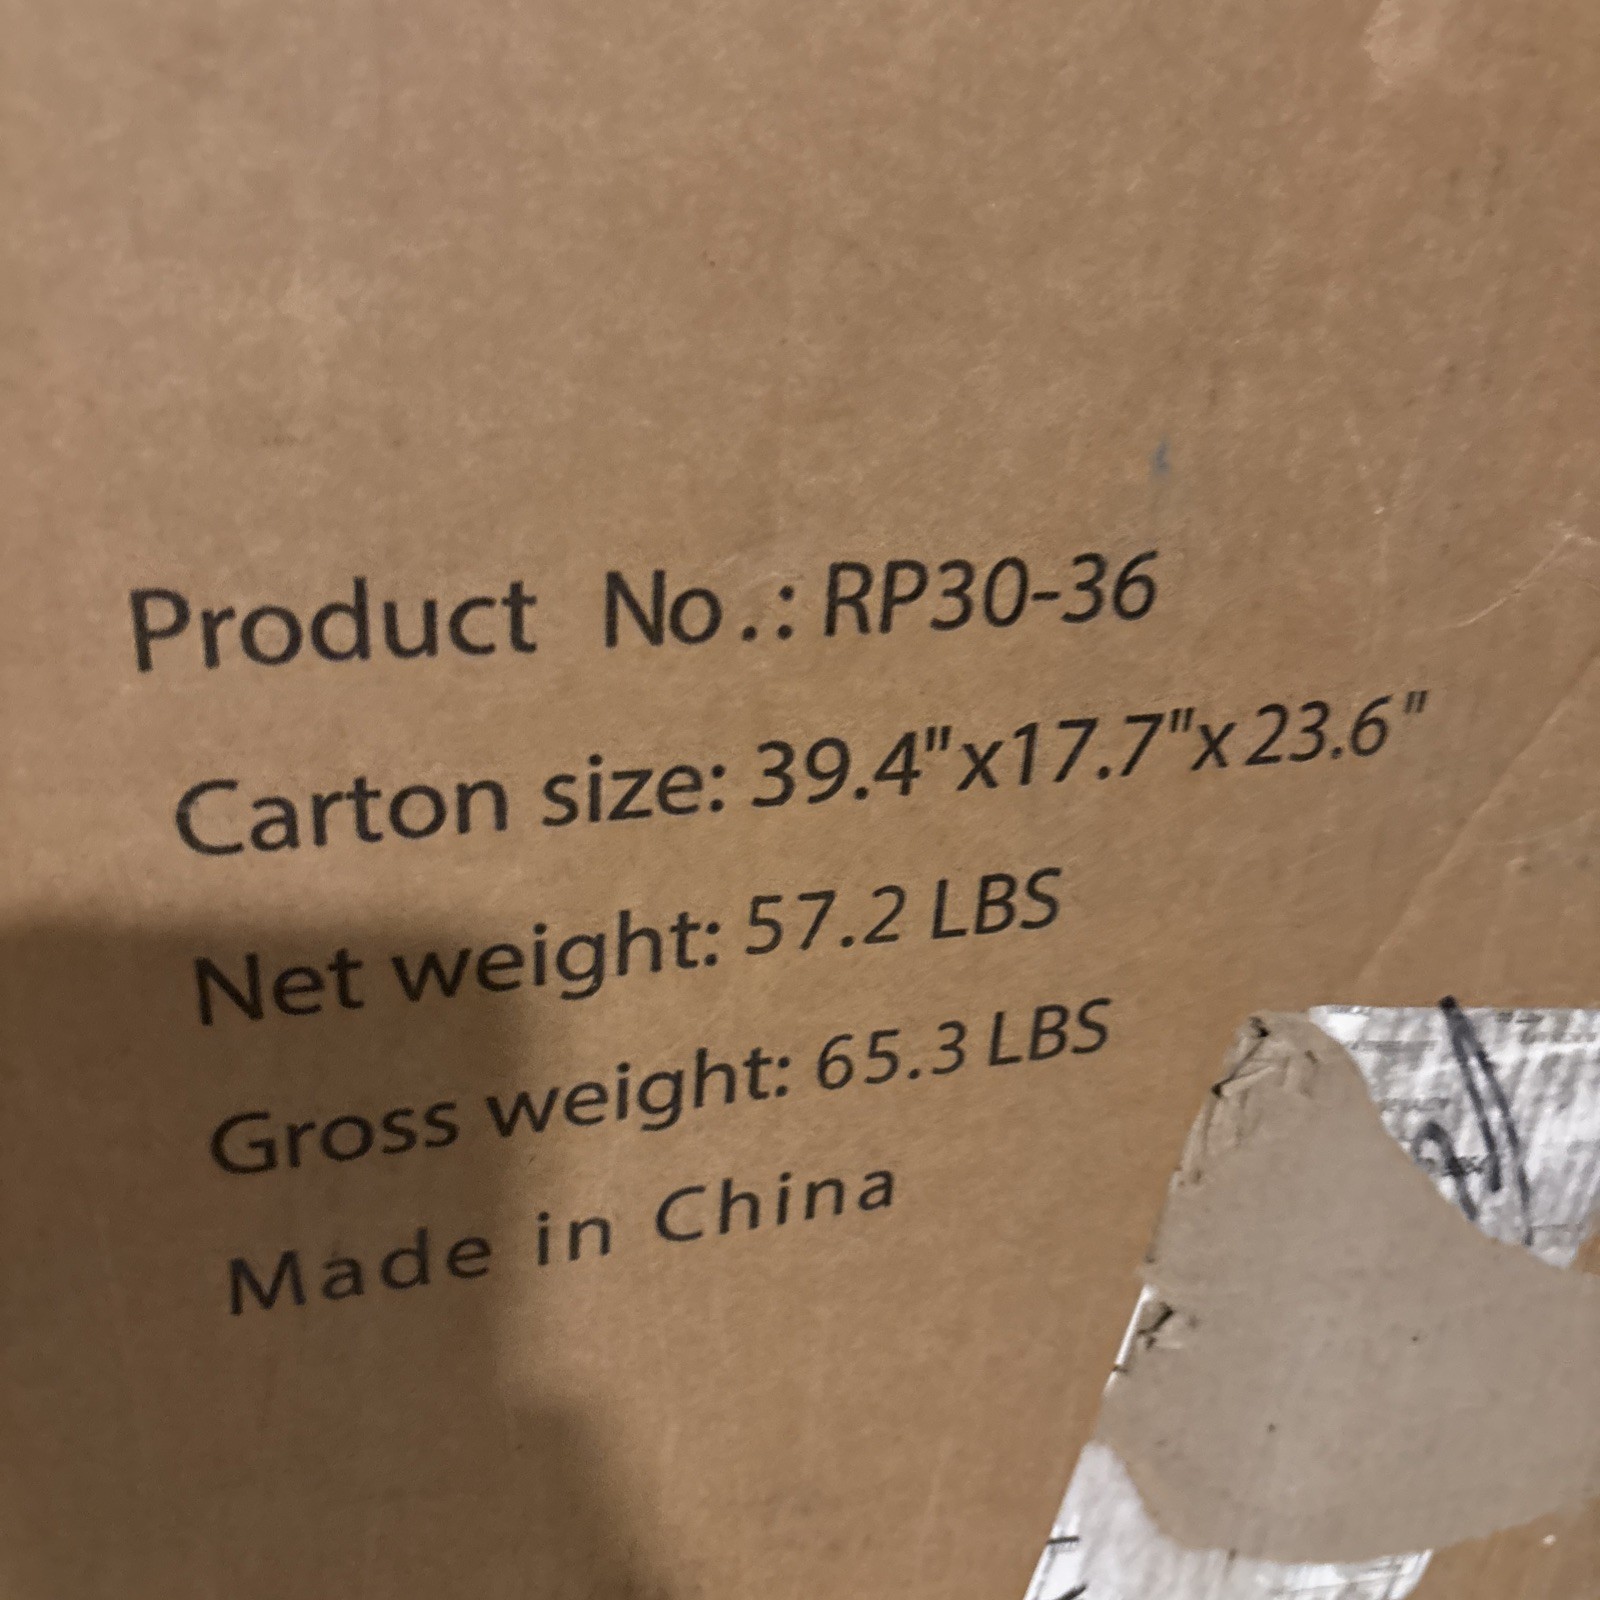 Product No.: RP30-36
Carton size: 39.4"x17.7"x23.6"
Net weight: 57.2 LBS
Gross weight: 65.3 LBS
Made in China